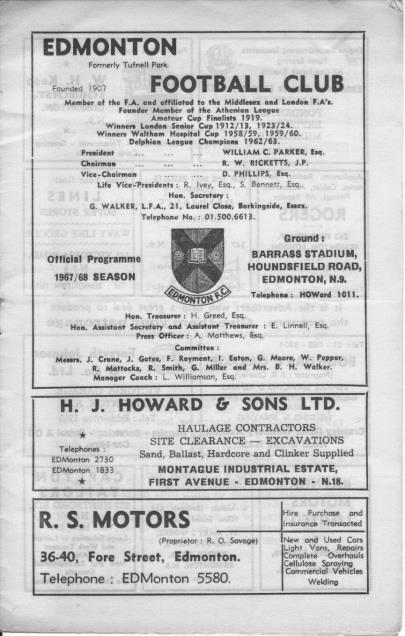 EDMONTON
Formerly Tufnell Park
Founded 1907
FOOTBALL CLUB
Member of the F.A. and affiliated to the Middlesex and London F.A's.
Founder Member of the Athenian League
Amateur Cup Finalists 1919.
Winners London Senior Cup 1912/13, 1923/24.
Winners Waltham Hospital Cup 1958/59, 1959/60.
Delphian League Champions 1962/63.
President ... ... ... WILLIAM C. PARKER, Esq.
Chairman ... ... ... R. W. RICKETTS, J.P.
Vice-Chairman ... ... D. PHILLIPS, Esq.
Life Vice-Presidents : R. Ivey, Esq., S. Bennett, Esq.
Hon. Secretary :
G. WALKER, L.F.A., 21, Laurel Close, Barkingside, Essex.
Telephone No. : 01.500.6613.
Official Programme
1967/68 SEASON
EDMONTON F.C.
Ground :
BARRASS STADIUM,
HOUNDSFIELD ROAD,
EDMONTON, N.9.
Telephone : HOWard 1011.
Hon. Treasurer : H. Greed, Esq.
Hon. Assistant Secretary and Assistant Treasurer : E. Linnell, Esq.
Press Officer : A. Matthews, Esq.
Committee :
Messrs. J. Crane, J. Gates, F. Rayment, I. Eaton, G. Moore, W. Pepper,
R. Mattocks, R. Smith, G. Miller and Mrs. B. H. Walker.
Manager Coach : L. Williamson, Esq.
H. J. HOWARD & SONS LTD.
Telephones :
EDMonton 2730
EDMonton 1833
HAULAGE CONTRACTORS
SITE CLEARANCE — EXCAVATIONS
Sand, Ballast, Hardcore and Clinker Supplied
MONTAGUE INDUSTRIAL ESTATE,
FIRST AVENUE - EDMONTON - N.18.
R. S. MOTORS
(Proprietor : R. O. Savage)
36-40, Fore Street, Edmonton.
Telephone : EDMonton 5580.
Hire Purchase and
Insurance Transacted
New and Used Cars
Light Vans, Repairs
Complete Overhauls
Cellulose Spraying
Commercial Vehicles
Welding